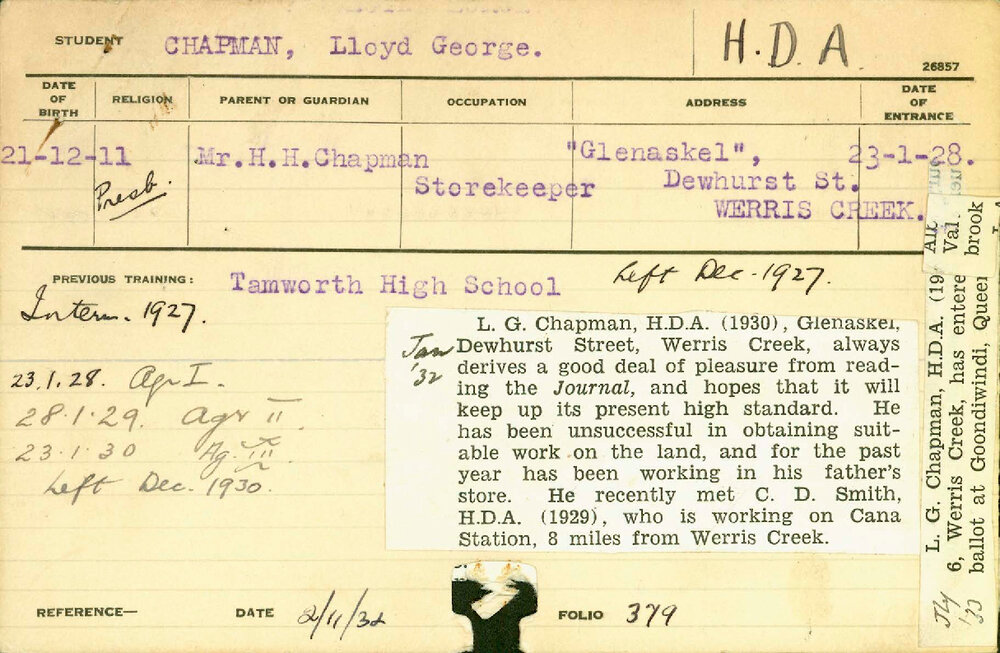 STUDENT CHAPMAN, Lloyd George. H.D.A.
26857
DATE OF BIRTH RELIGION PARENT OR GUARDIAN OCCUPATION ADDRESS DATE OF ENTRANCE
21-12-11 Mr.H.H.Chapman "Glenaskel", 23-1-28.
Presb. Storekeeper Dewhurst St.
WERRIS CREEK.
PREVIOUS TRAINING: Tamworth High School Left Dec. 1927.
Interm. 1927.
23.1.28. Agr I.
28.1.29. Agr II
23.1.30 Ag. III
Left Dec. 1930.
Jan '32
L. G. Chapman, H.D.A. (1930), Glenaskel,
Dewhurst Street, Werris Creek, always
derives a good deal of pleasure from read-
ing the Journal, and hopes that it will
keep up its present high standard. He
has been unsuccessful in obtaining suit-
able work on the land, and for the past
year has been working in his father's
store. He recently met C. D. Smith,
H.D.A. (1929), who is working on Cana
Station, 8 miles from Werris Creek.
Jly '33
L. G. Chapman, H.D.A. (19
6, Werris Creek, has entere
ballot at Goondiwindi, Queen
Val.
brook
REFERENCE— DATE 2/11/32 FOLIO 379